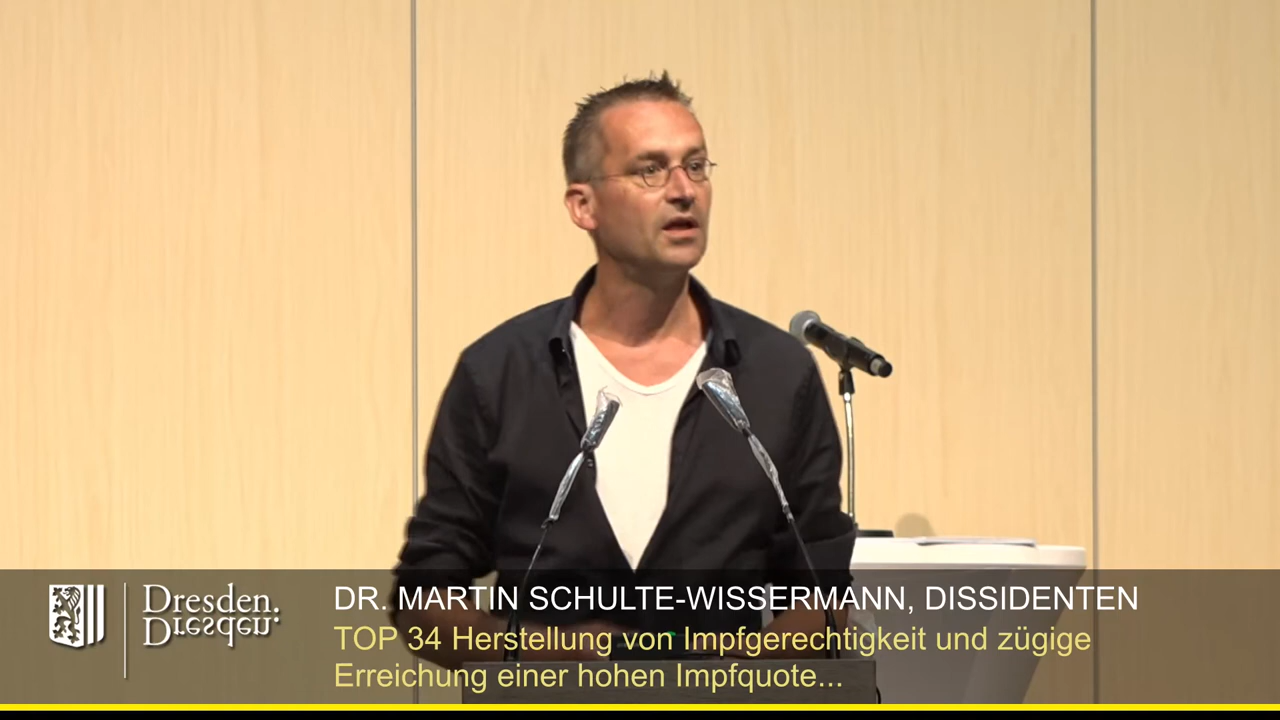 Dresden.
Dresden.
DR. MARTIN SCHULTE-WISSERMANN, DISSIDENTEN
TOP 34 Herstellung von Impfgerechtigkeit und zügige
Erreichung einer hohen Impfquote...